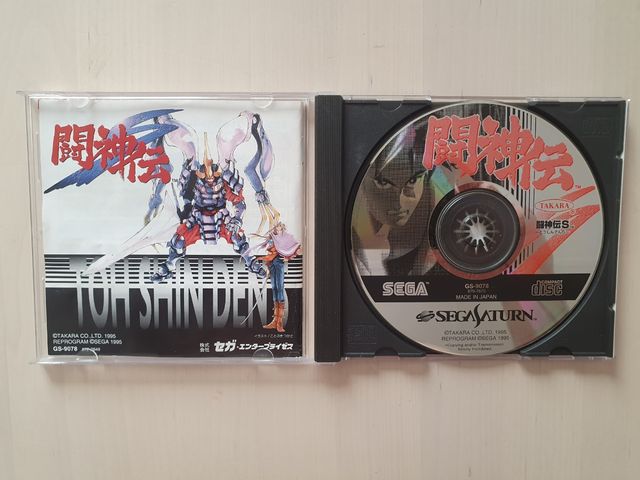 闘神伝
S
TOH SHIN DEN
©TAKARA CO.,LTD. 1995
REPROGRAM ©SEGA 1995
GS-9078
株式会社 セガ・エンタープライゼス
闘神伝
S
TM
TAKARA
闘神伝S
SEGA
GS-9078
MADE IN JAPAN
COMPACT disc
SEGA SATURN
TM
©TAKARA CO.,LTD. 1995
REPROGRAM ©SEGA 1995